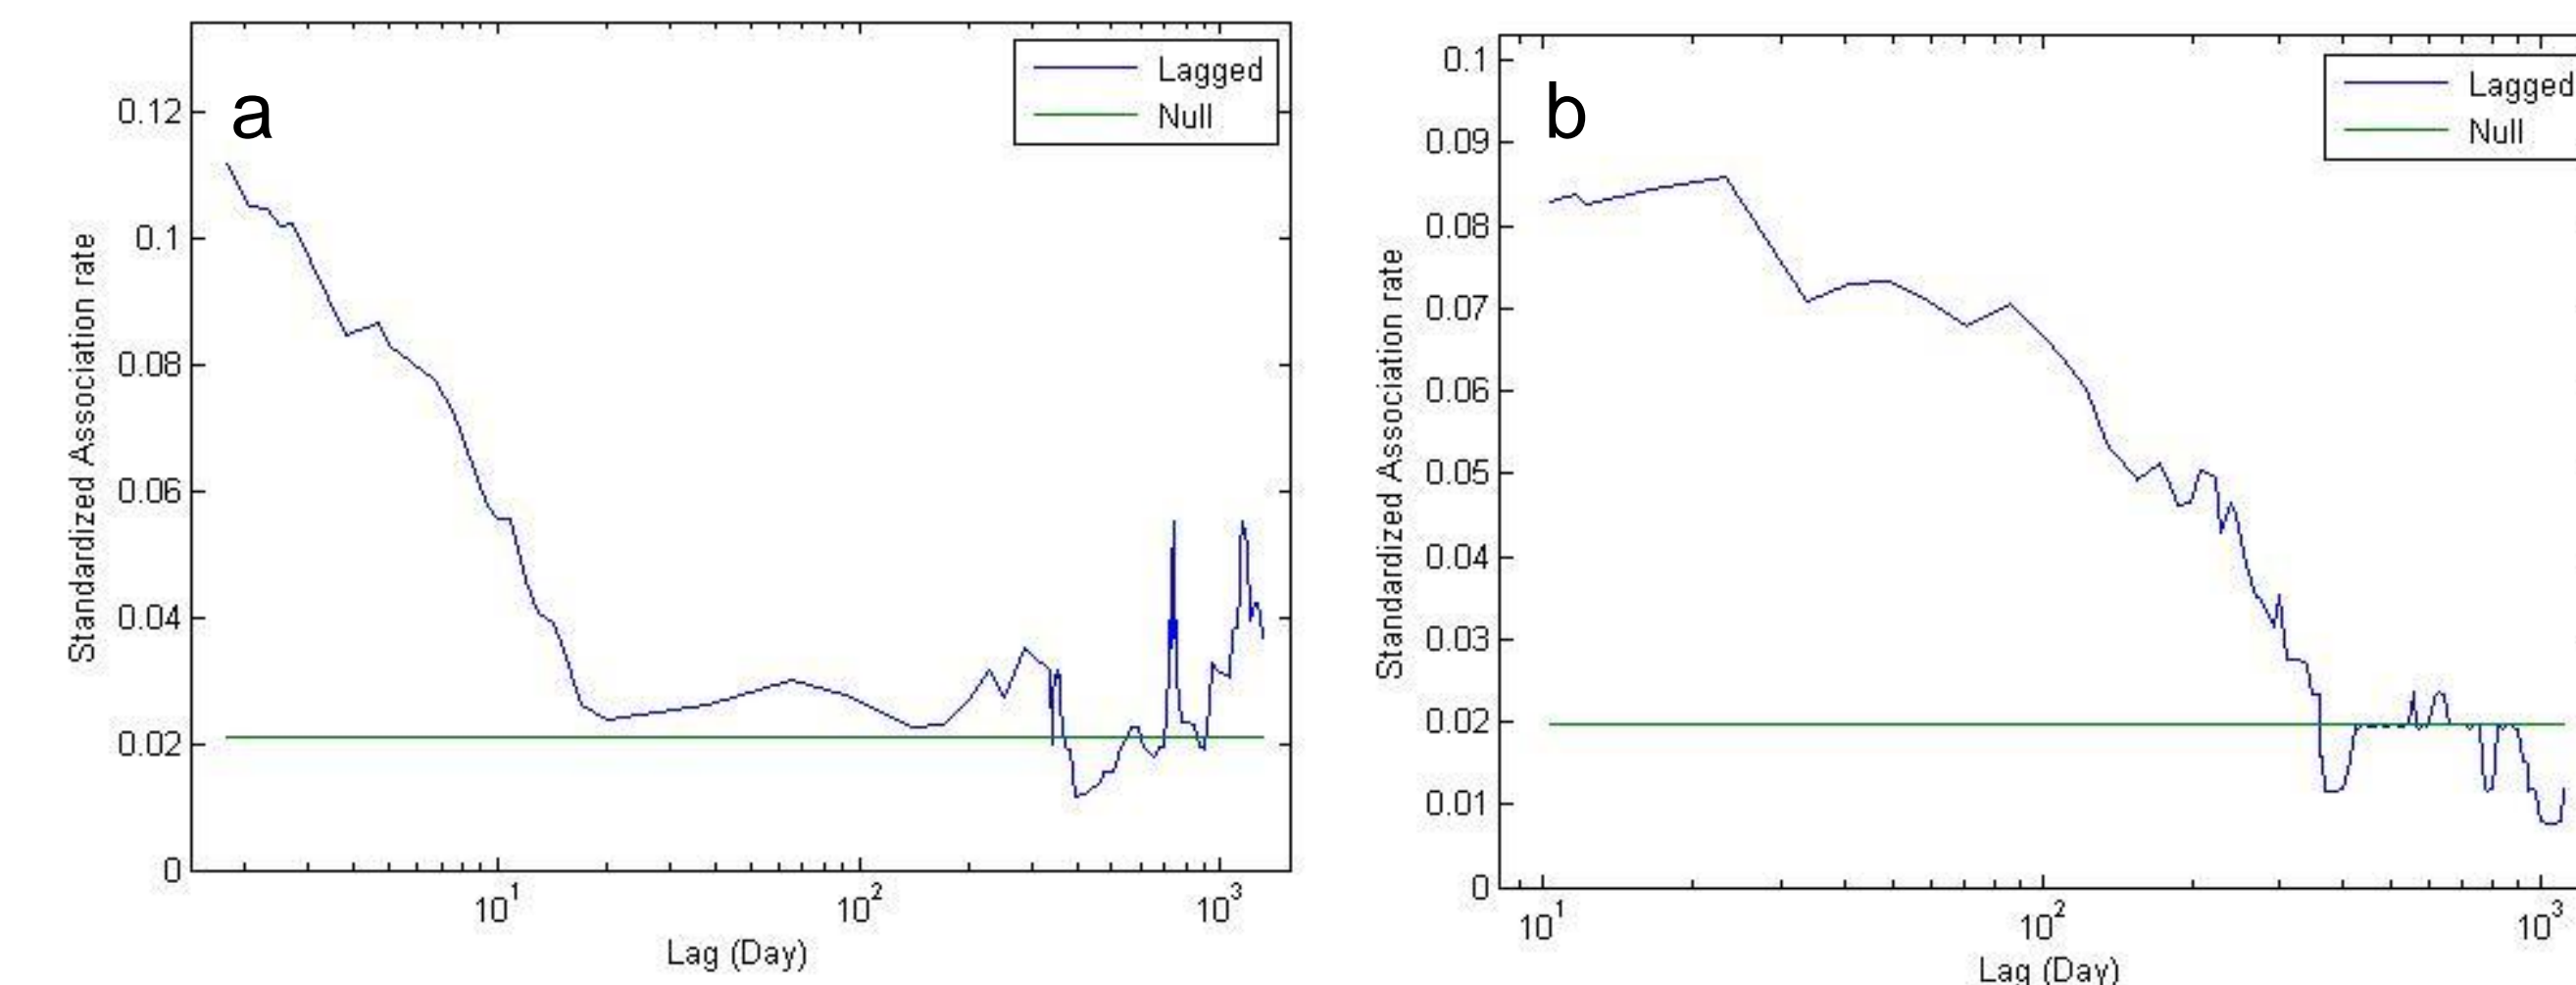 a
Lagged
Null
0.12
0.1
0.08
0.06
0.04
0.02
0
Standardized Association rate
10¹
10²
10³
Lag (Day)
b
Lagged
Null
0.1
0.09
0.08
0.07
0.06
0.05
0.04
0.03
0.02
0.01
0
Standardized Association rate
10¹
10²
10³
Lag (Day)